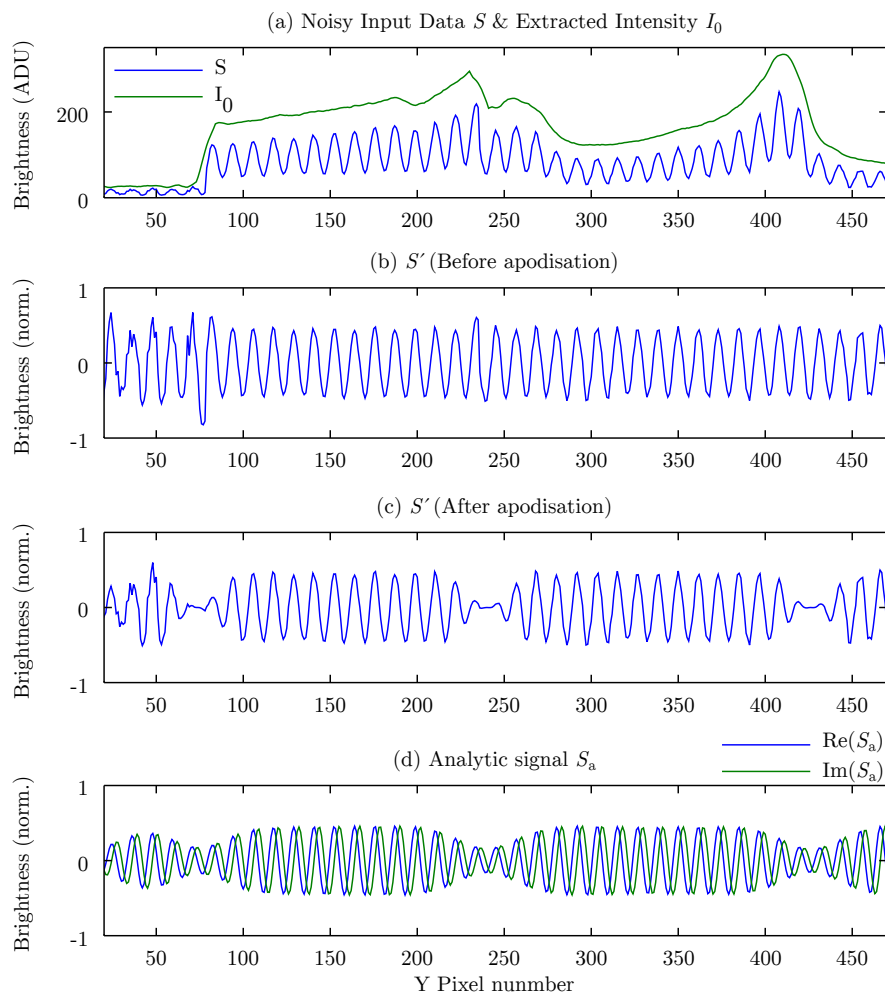 (a) Noisy Input Data S & Extracted Intensity I0
Brightness (ADU)
S
I0
200
0
50 100 150 200 250 300 350 400 450
(b) S′ (Before apodisation)
Brightness (norm.)
1
0
-1
50 100 150 200 250 300 350 400 450
(c) S′ (After apodisation)
Brightness (norm.)
1
0
-1
50 100 150 200 250 300 350 400 450
(d) Analytic signal Sa
Re(Sa)
Im(Sa)
Brightness (norm.)
1
0
-1
50 100 150 200 250 300 350 400 450
Y Pixel nunmber